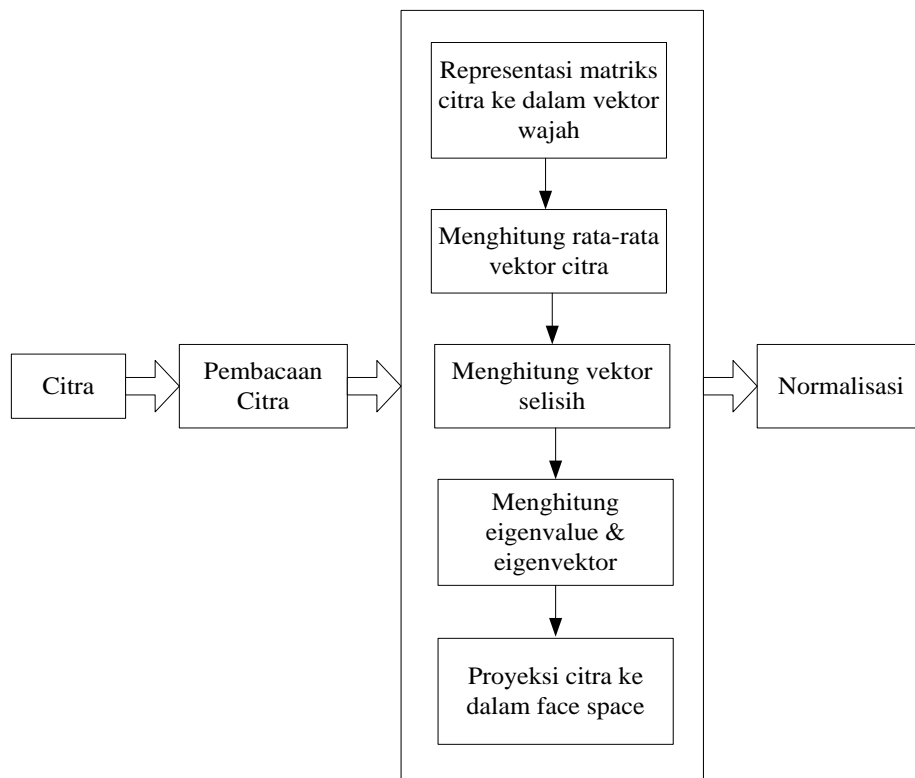 Citra
Pembacaan
Citra
Representasi matriks
citra ke dalam vektor
wajah
Menghitung rata-rata
vektor citra
Menghitung vektor
selisih
Menghitung
eigenvalue &
eigenvektor
Proyeksi citra ke
dalam face space
Normalisasi